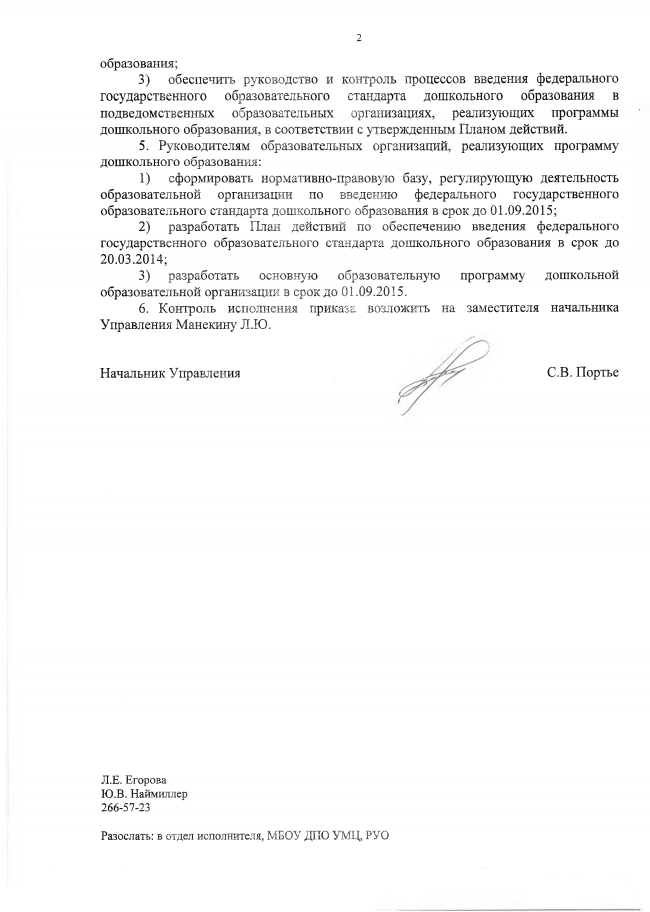 2
образования;
3) обеспечить руководство и контроль процессов введения федерального
государственного образовательного стандарта дошкольного образования в
подведомственных образовательных организациях, реализующих программы
дошкольного образования, в соответствии с утвержденным Планом действий.
5. Руководителям образовательных организаций, реализующих программу
дошкольного образования:
1) сформировать нормативно-правовую базу, регулирующую деятельность
образовательной организации по введению федерального государственного
образовательного стандарта дошкольного образования в срок до 01.09.2015;
2) разработать План действий по обеспечению введения федерального
государственного образовательного стандарта дошкольного образования в срок до
20.03.2014;
3) разработать основную образовательную программу дошкольной
образовательной организации в срок до 01.09.2015.
6. Контроль исполнения приказа возложить на заместителя начальника
Управления Манекину Л.Ю.
Начальник Управления С.В. Портье
Л.Е. Егорова
Ю.В. Наймиллер
266-57-23
Разослать: в отдел исполнителя, МБОУ ДПО УМЦ, РУО